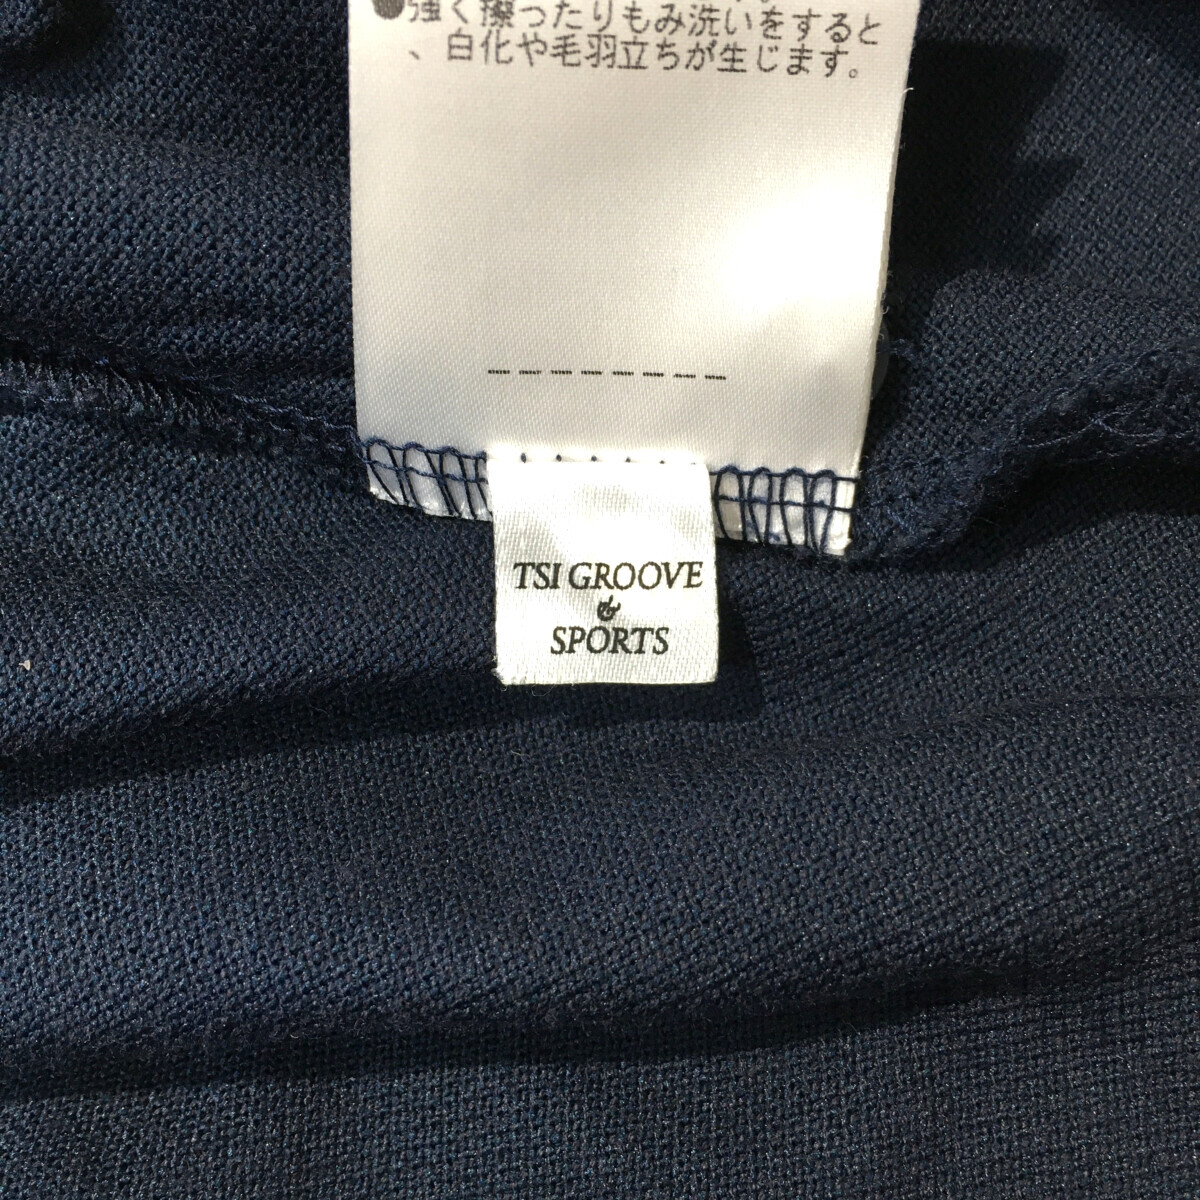 ●強く擦ったりもみ洗いをすると
、白化や毛羽立ちが生じます。
TSI GROOVE
&
SPORTS